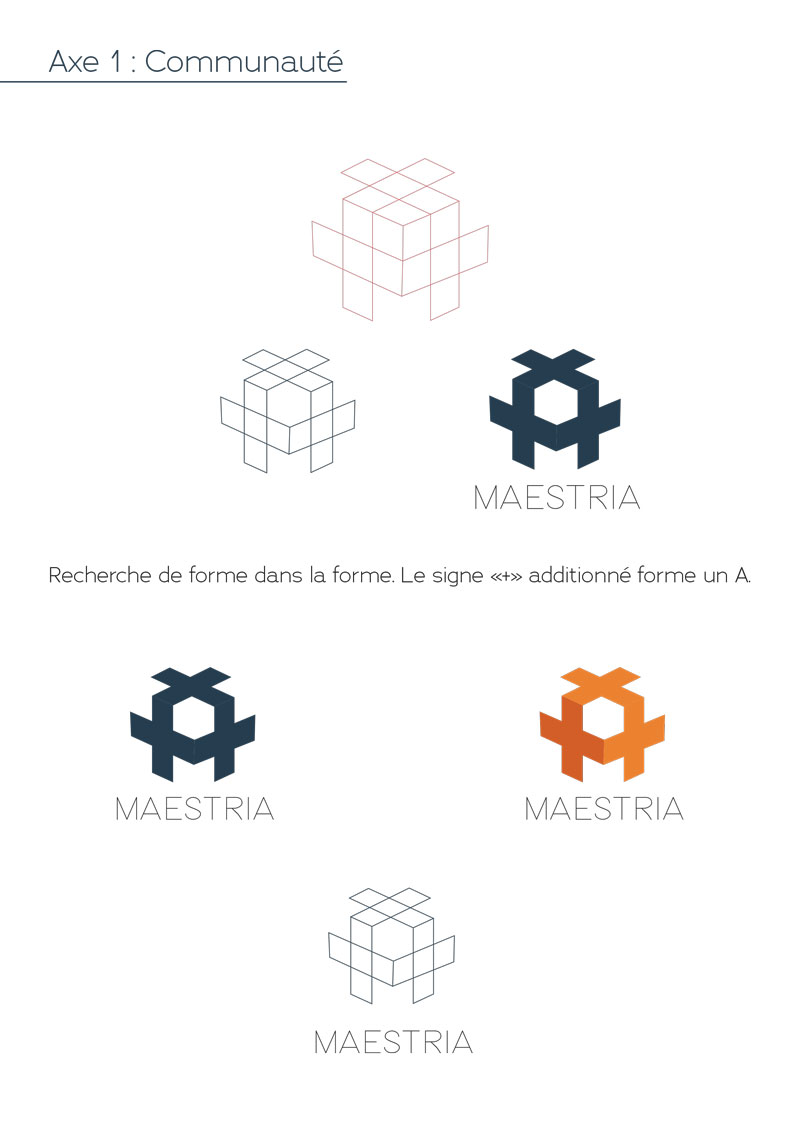 Axe 1 : Communauté
MAESTRIA
Recherche de forme dans la forme. Le signe «+» additionné forme un A.
MAESTRIA
MAESTRIA
MAESTRIA